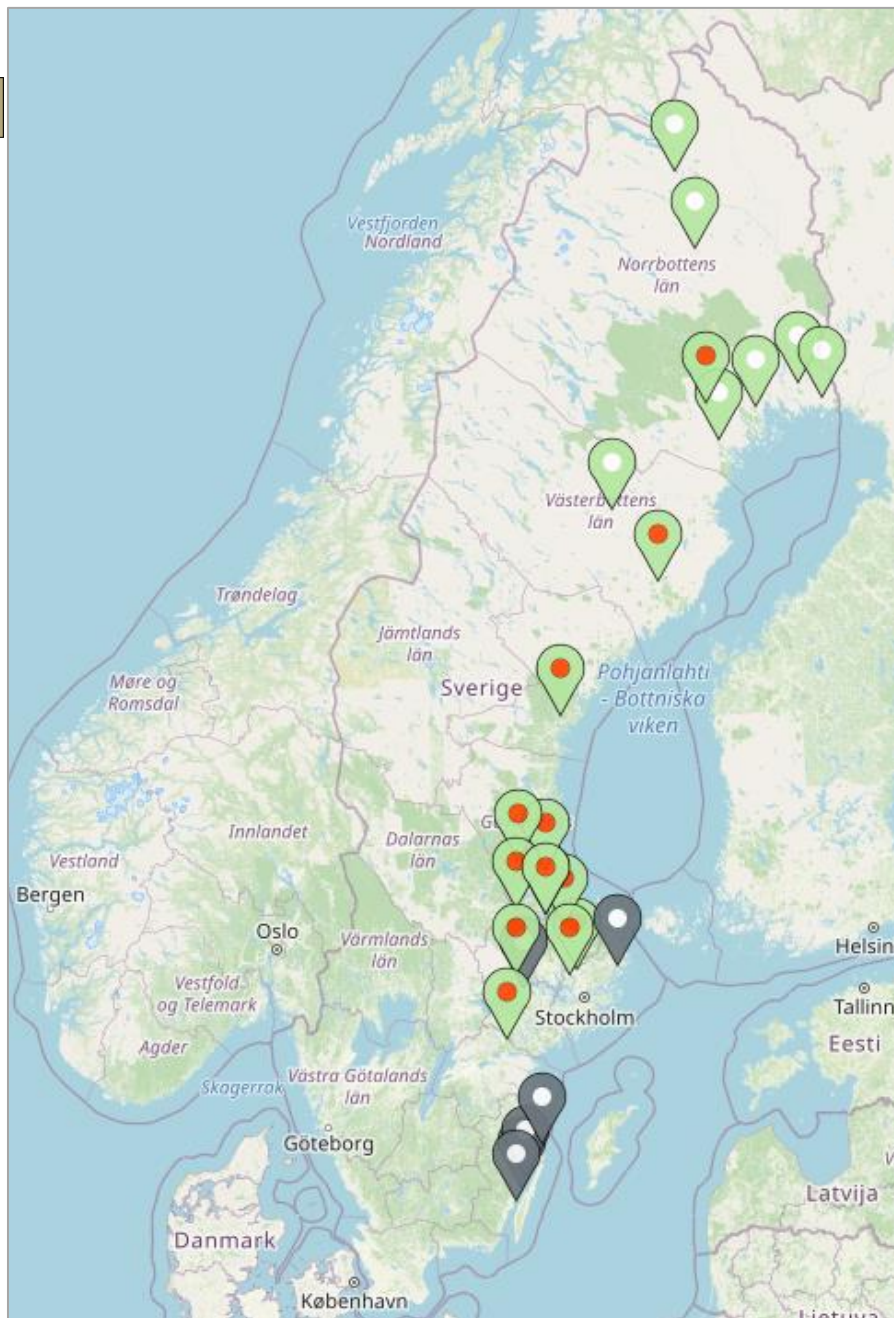 Vestfjorden
Nordland
Norrbottens
län
Västerbottens
län
Trøndelag
Jämtlands
län
Møre og
Romsdal
Sverige
Pohjanlahti
- Bottniska
viken
Innlandet
Dalarnas
län
Vestland
Bergen
Oslo
Värmlands
län
Helsin
Vestfold
og Telemark
Stockholm
Tallinn
Eesti
Agder
Skagerrak
Västra Götalands
län
Göteborg
Latvija
Danmark
København
Lietuva